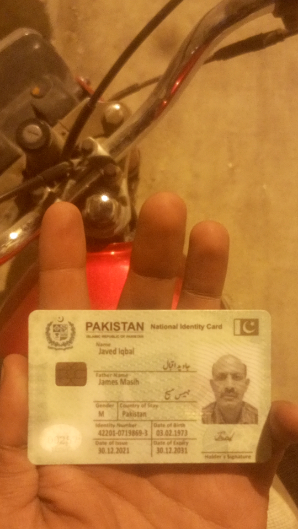 PAKISTAN National Identity Card
ISLAMIC REPUBLIC OF PAKISTAN
Name
Javed Iqbal
جاوید اقبال
Father Name
James Masih
جیمس مسیح
Gender Country of Stay
M Pakistan
Identity Number Date of Birth
42201-0719869-3 03.02.1973
Date of Issue Date of Expiry
30.12.2021 30.12.2031
Holder's Signature